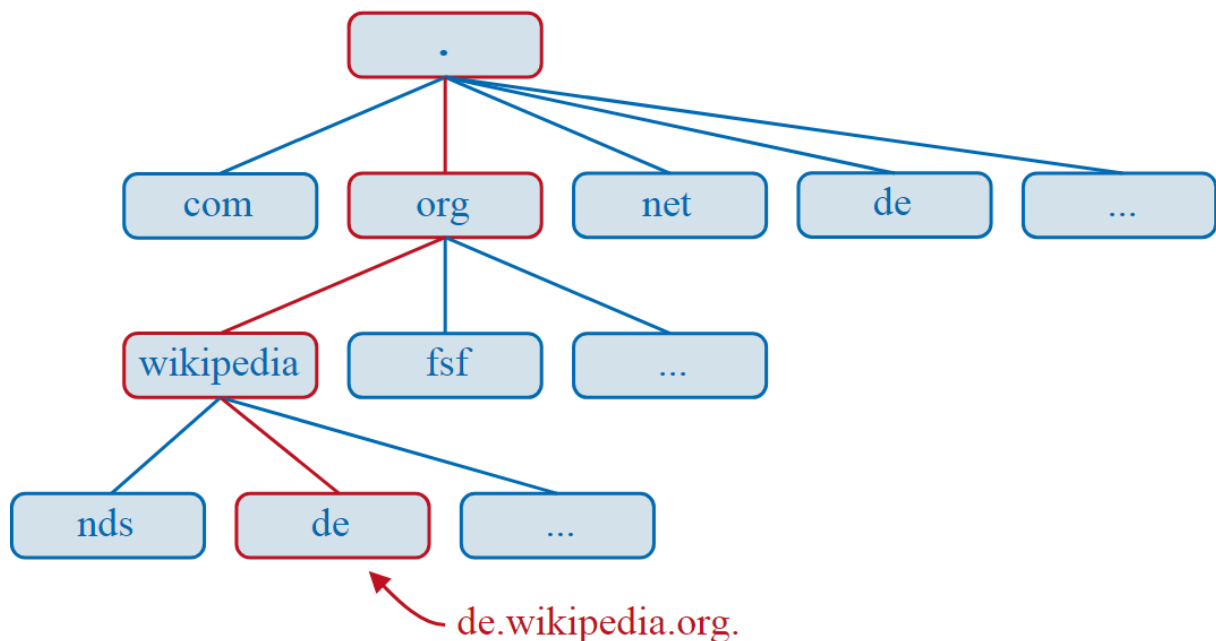 .
com org net de ...
wikipedia fsf ...
nds de ...
de.wikipedia.org.